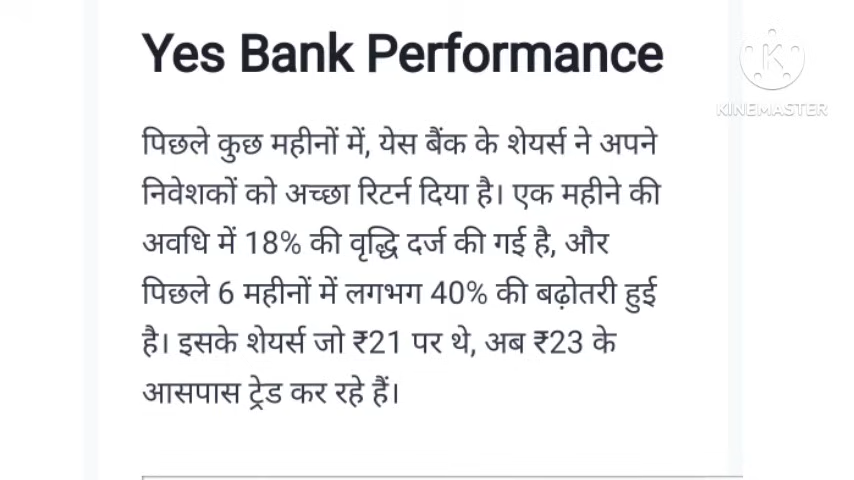 Yes Bank Performance
KINEMASTER
पिछले कुछ महीनों में, येस बैंक के शेयर्स ने अपने
निवेशकों को अच्छा रिटर्न दिया है। एक महीने की
अवधि में 18% की वृद्धि दर्ज की गई है, और
पिछले 6 महीनों में लगभग 40% की बढ़ोतरी हुई
है। इसके शेयर्स जो ₹21 पर थे, अब ₹23 के
आसपास ट्रेड कर रहे हैं।